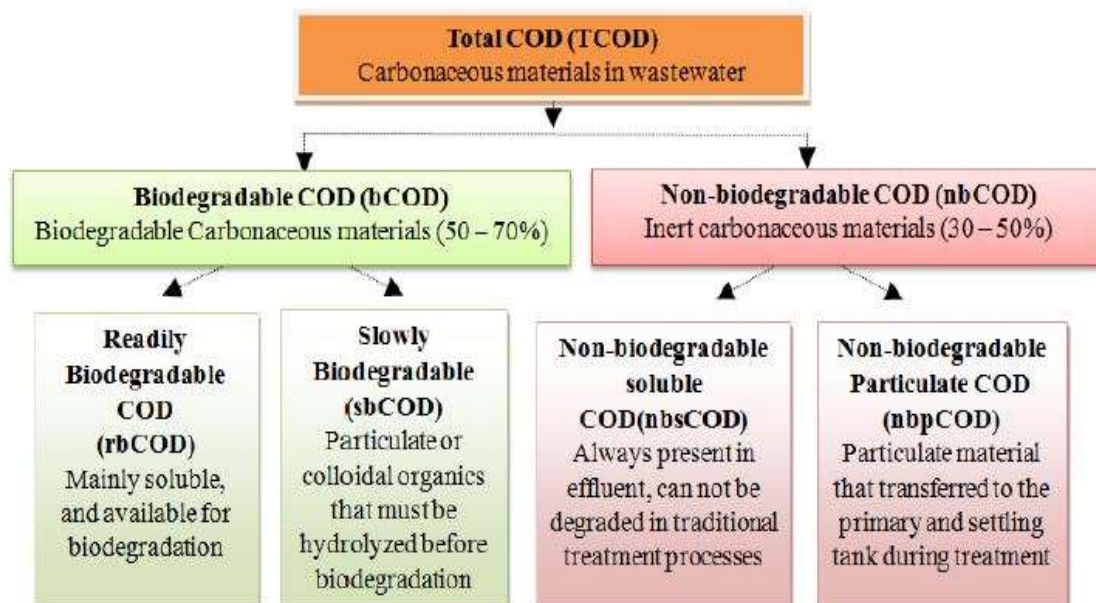 Total COD (TCOD)
Carbonaceous materials in wastewater
Biodegradable COD (bCOD)
Biodegradable Carbonaceous materials (50 – 70%)
Non-biodegradable COD (nbCOD)
Inert carbonaceous materials (30 – 50%)
Readily
Biodegradable
COD
(rbCOD)
Mainly soluble,
and available for
biodegradation
Slowly
Biodegradable
(sbCOD)
Particulate or
colloidal organics
that must be
hydrolyzed before
biodegradation
Non-biodegradable
soluble
COD(nbsCOD)
Always present in
effluent, can not be
degraded in traditional
treatment processes
Non-biodegradable
Particulate COD
(nbpCOD)
Particulate material
that transferred to the
primary and settling
tank during treatment